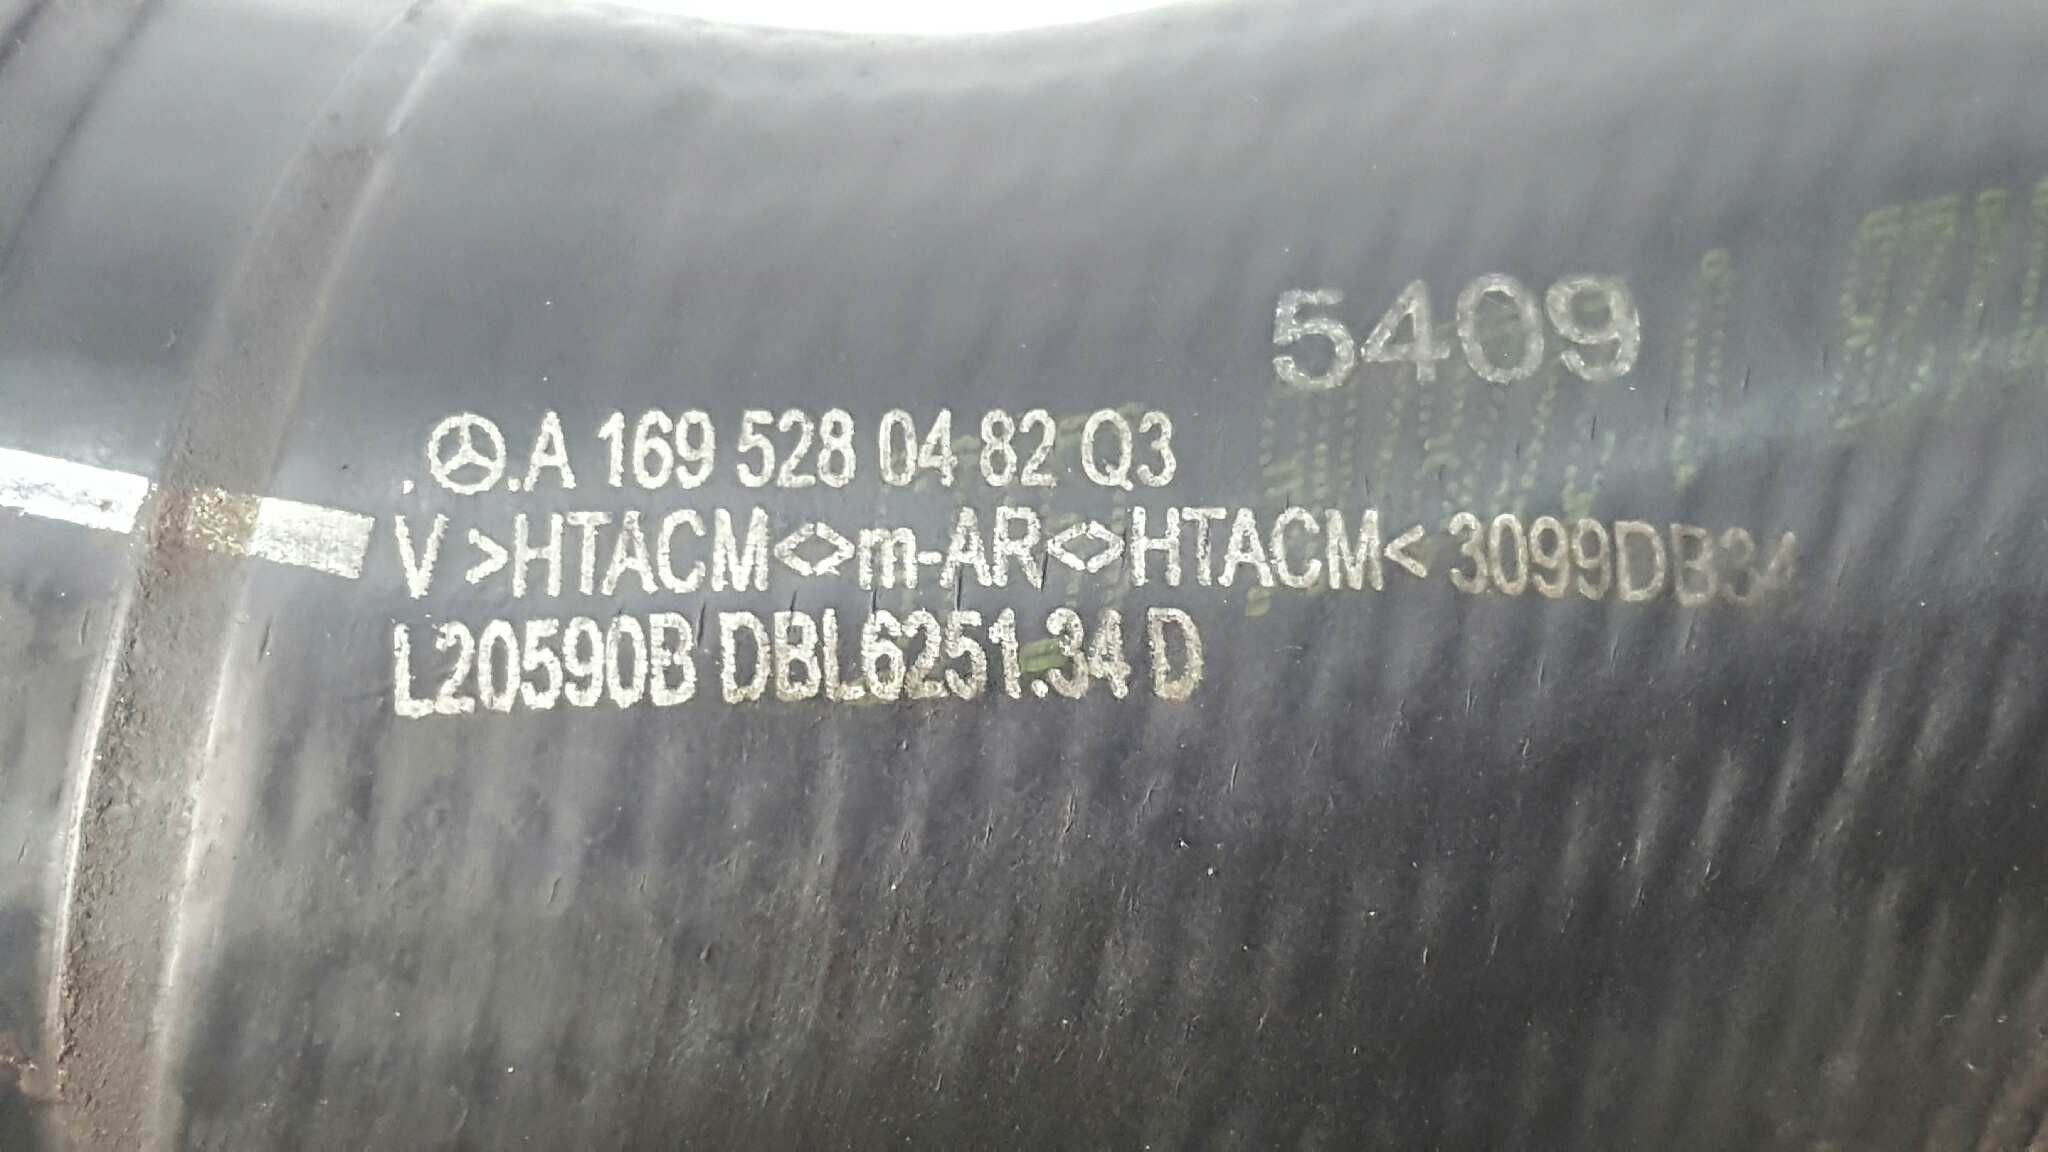 5409
.A 169 528 04 82 Q3
V >HTACM<>m-AR<>HTACM< 3099DB34
L20590B DBL6251.34 D